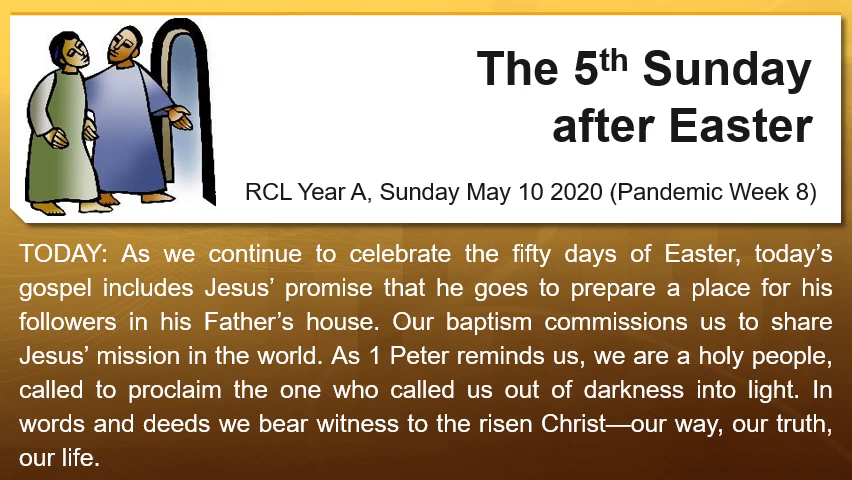 The 5th Sunday
after Easter
RCL Year A, Sunday May 10 2020 (Pandemic Week 8)
TODAY: As we continue to celebrate the fifty days of Easter, today’s
gospel includes Jesus’ promise that he goes to prepare a place for his
followers in his Father’s house. Our baptism commissions us to share
Jesus’ mission in the world. As 1 Peter reminds us, we are a holy people,
called to proclaim the one who called us out of darkness into light. In
words and deeds we bear witness to the risen Christ—our way, our truth,
our life.